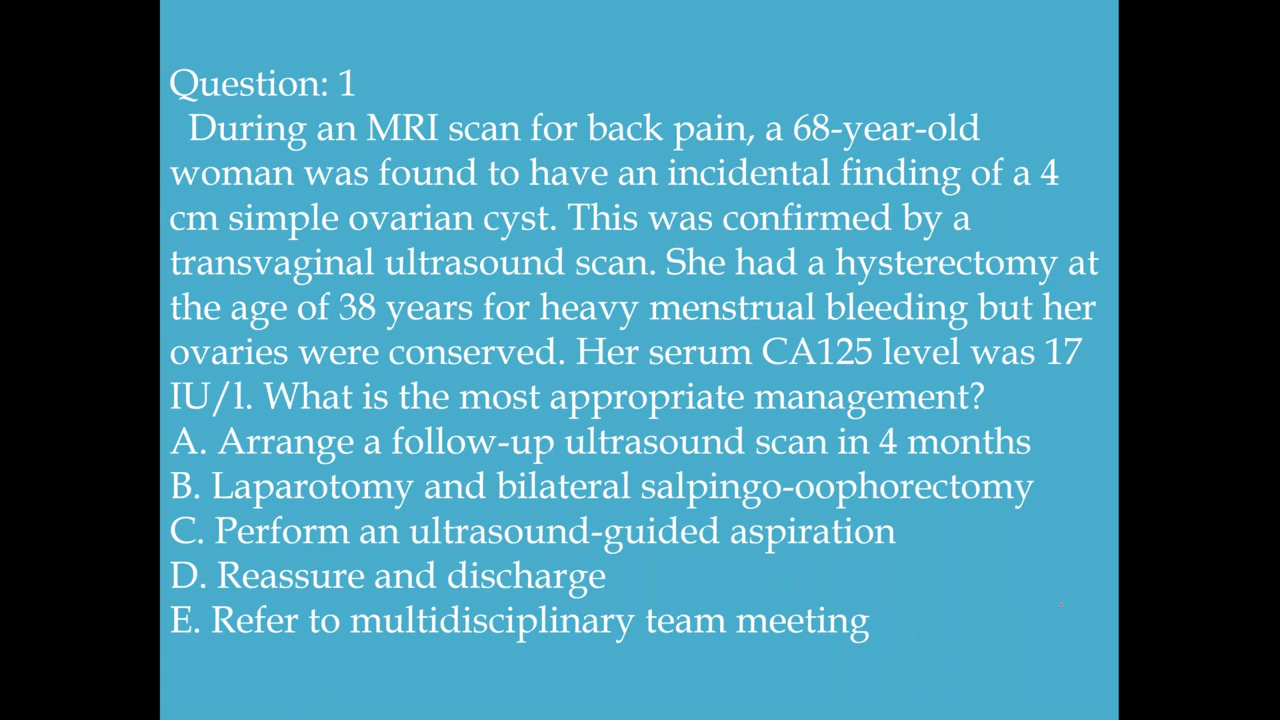 Question: 1
During an MRI scan for back pain, a 68-year-old
woman was found to have an incidental finding of a 4
cm simple ovarian cyst. This was confirmed by a
transvaginal ultrasound scan. She had a hysterectomy at
the age of 38 years for heavy menstrual bleeding but her
ovaries were conserved. Her serum CA125 level was 17
IU/l. What is the most appropriate management?
A. Arrange a follow-up ultrasound scan in 4 months
B. Laparotomy and bilateral salpingo-oophorectomy
C. Perform an ultrasound-guided aspiration
D. Reassure and discharge
E. Refer to multidisciplinary team meeting